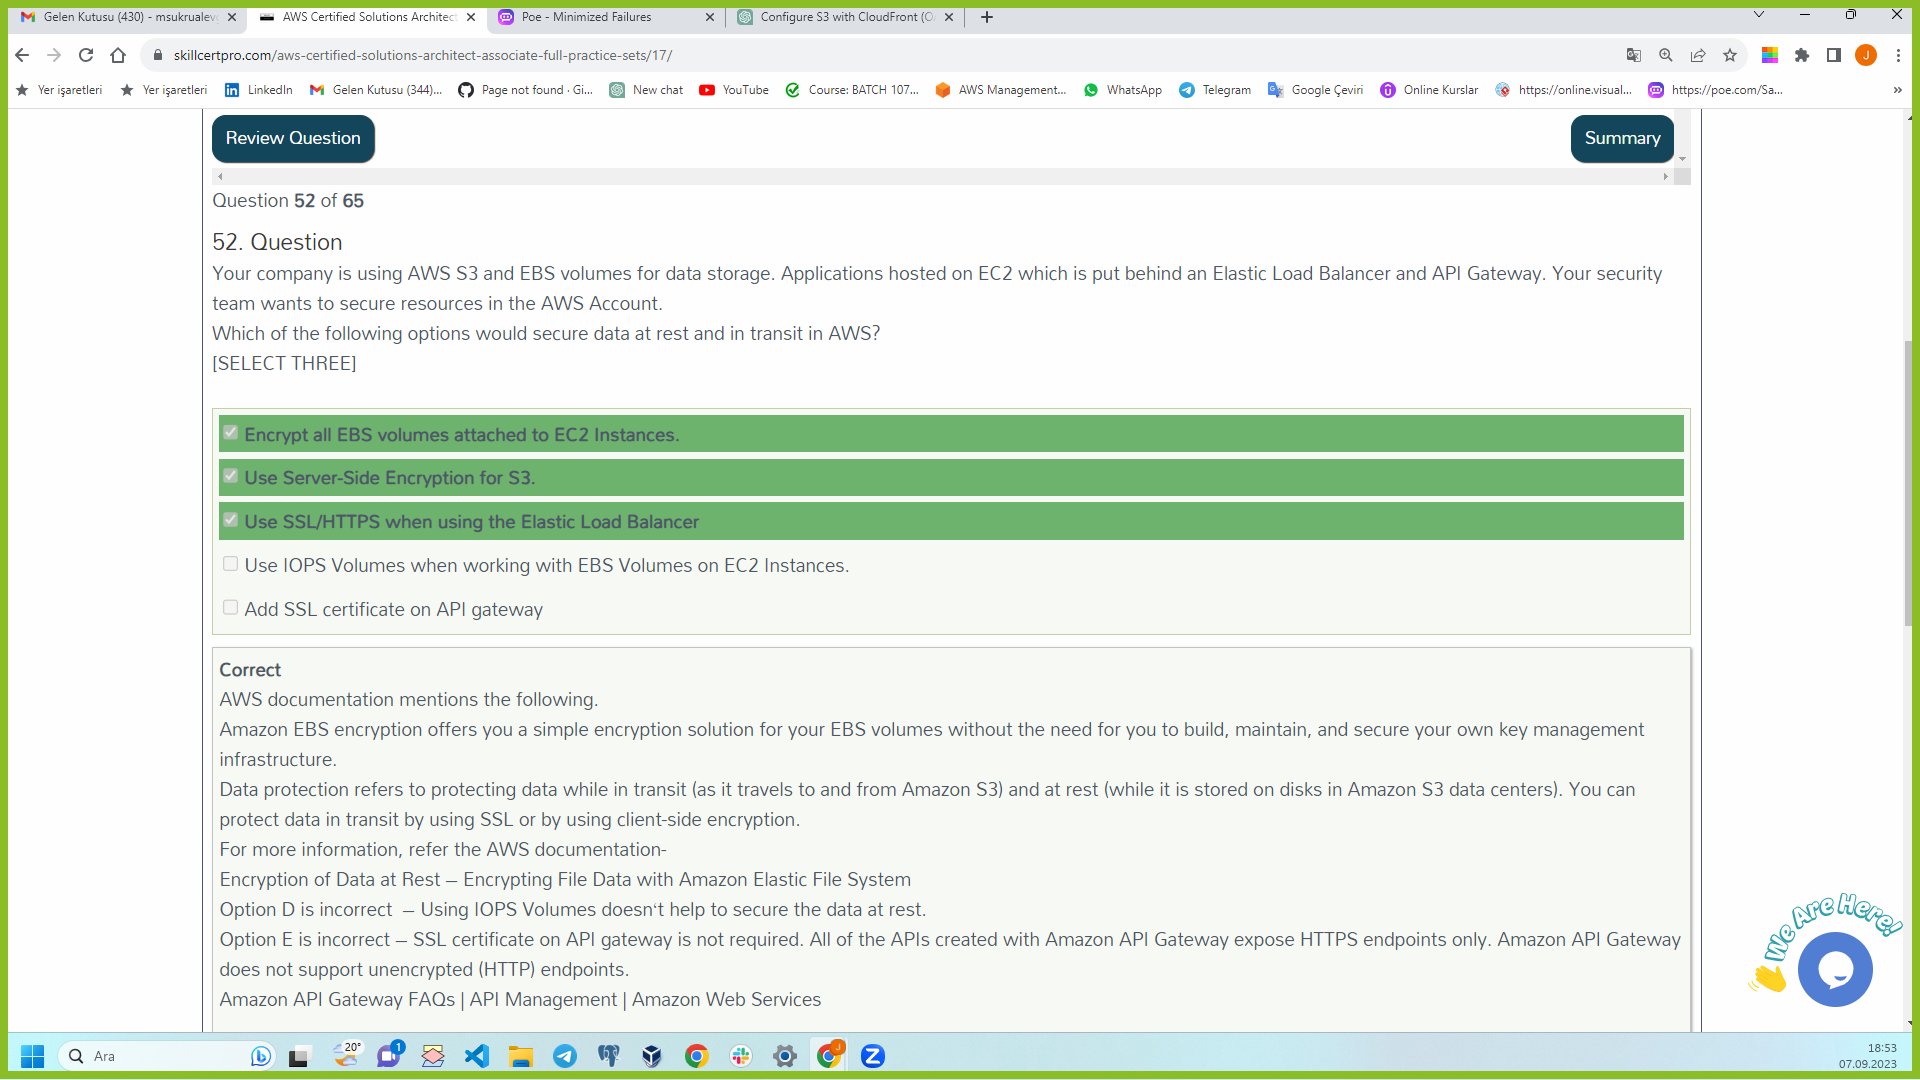 Gelen Kutusu (430) - msukrualev
AWS Certified Solutions Architect
Poe - Minimized Failures
Configure S3 with CloudFront (O
skillcertpro.com/aws-certified-solutions-architect-associate-full-practice-sets/17/
J
Yer işaretleri
Yer işaretleri
LinkedIn
Gelen Kutusu (344)...
Page not found · Gi...
New chat
YouTube
Course: BATCH 107...
AWS Management...
WhatsApp
Telegram
Google Çeviri
Online Kurslar
https://online.visual...
https://poe.com/Sa...
»
Review Question
Summary
Question 52 of 65
52. Question
Your company is using AWS S3 and EBS volumes for data storage. Applications hosted on EC2 which is put behind an Elastic Load Balancer and API Gateway. Your security
team wants to secure resources in the AWS Account.
Which of the following options would secure data at rest and in transit in AWS?
[SELECT THREE]
Encrypt all EBS volumes attached to EC2 Instances.
Use Server-Side Encryption for S3.
Use SSL/HTTPS when using the Elastic Load Balancer
Use IOPS Volumes when working with EBS Volumes on EC2 Instances.
Add SSL certificate on API gateway
Correct
AWS documentation mentions the following.
Amazon EBS encryption offers you a simple encryption solution for your EBS volumes without the need for you to build, maintain, and secure your own key management
infrastructure.
Data protection refers to protecting data while in transit (as it travels to and from Amazon S3) and at rest (while it is stored on disks in Amazon S3 data centers). You can
protect data in transit by using SSL or by using client-side encryption.
For more information, refer the AWS documentation-
Encryption of Data at Rest – Encrypting File Data with Amazon Elastic File System
Option D is incorrect – Using IOPS Volumes doesn‘t help to secure the data at rest.
Option E is incorrect – SSL certificate on API gateway is not required. All of the APIs created with Amazon API Gateway expose HTTPS endpoints only. Amazon API Gateway
does not support unencrypted (HTTP) endpoints.
Amazon API Gateway FAQs | API Management | Amazon Web Services
We Are Here!
Ara
20°
1
J
Z
18:53
07.09.2023